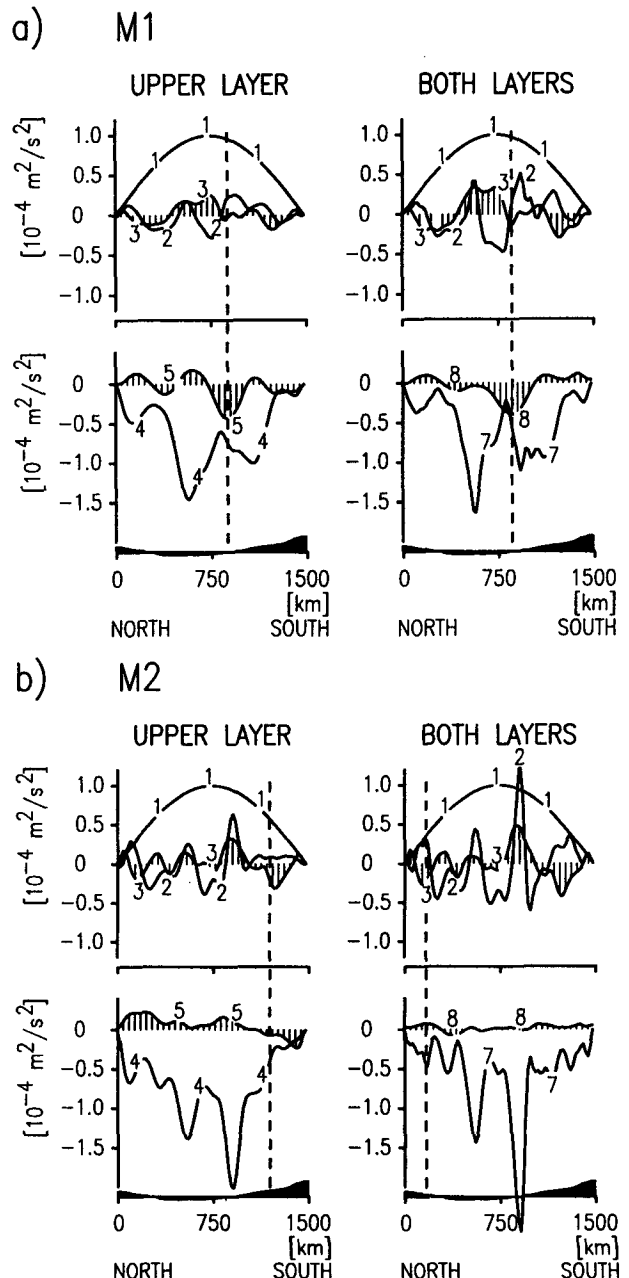 a) M1
UPPER LAYER BOTH LAYERS
[10⁻⁴ m²/s²]
1.0
0.5
0
-0.5
-1.0
1 1 1 3 2 3 2
1 1 1 3 2 3 2
[10⁻⁴ m²/s²]
0
-0.5
-1.0
-1.5
5 4 4 5 4
8 7 8 7
0 750 1500 0 750 1500
[km] [km]
NORTH SOUTH NORTH SOUTH
b) M2
UPPER LAYER BOTH LAYERS
[10⁻⁴ m²/s²]
1.0
0.5
0
-0.5
-1.0
1 1 1 3 2 3 2
1 1 2 1 3 2 3
[10⁻⁴ m²/s²]
0
-0.5
-1.0
-1.5
5 5 4 4 4
8 8 7 7
0 750 1500 0 750 1500
[km] [km]
NORTH SOUTH NORTH SOUTH